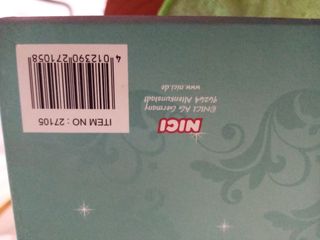 NICI
©NICI AG Germany
96264 Altenkunstadt
www.nici.de
ITEM NO : 27105
4 012390 271058